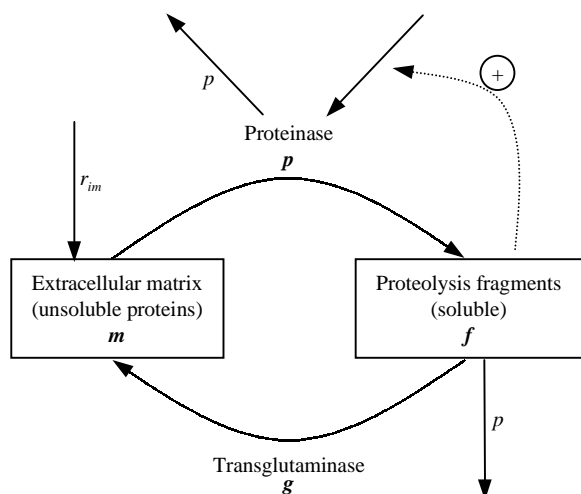 +
p
Proteinase
p
r_im
Extracellular matrix
(unsoluble proteins)
m
Proteolysis fragments
(soluble)
f
p
Transglutaminase
g